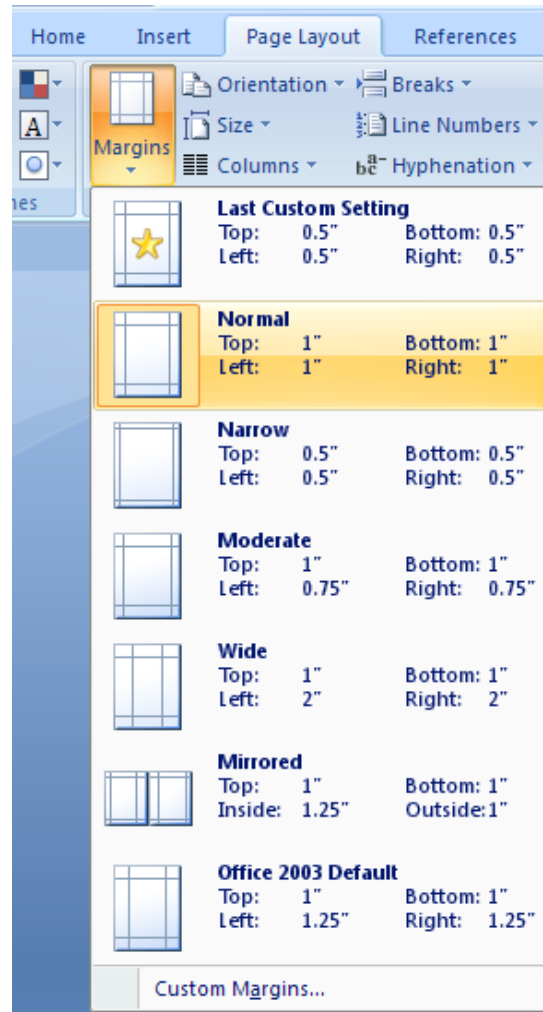 Home Insert Page Layout References
Orientation Breaks
A Size Line Numbers
Margins Columns Hyphenation
Last Custom Setting
Top: 0.5" Bottom: 0.5"
Left: 0.5" Right: 0.5"
Normal
Top: 1" Bottom: 1"
Left: 1" Right: 1"
Narrow
Top: 0.5" Bottom: 0.5"
Left: 0.5" Right: 0.5"
Moderate
Top: 1" Bottom: 1"
Left: 0.75" Right: 0.75"
Wide
Top: 1" Bottom: 1"
Left: 2" Right: 2"
Mirrored
Top: 1" Bottom: 1"
Inside: 1.25" Outside:1"
Office 2003 Default
Top: 1" Bottom: 1"
Left: 1.25" Right: 1.25"
Custom Margins...